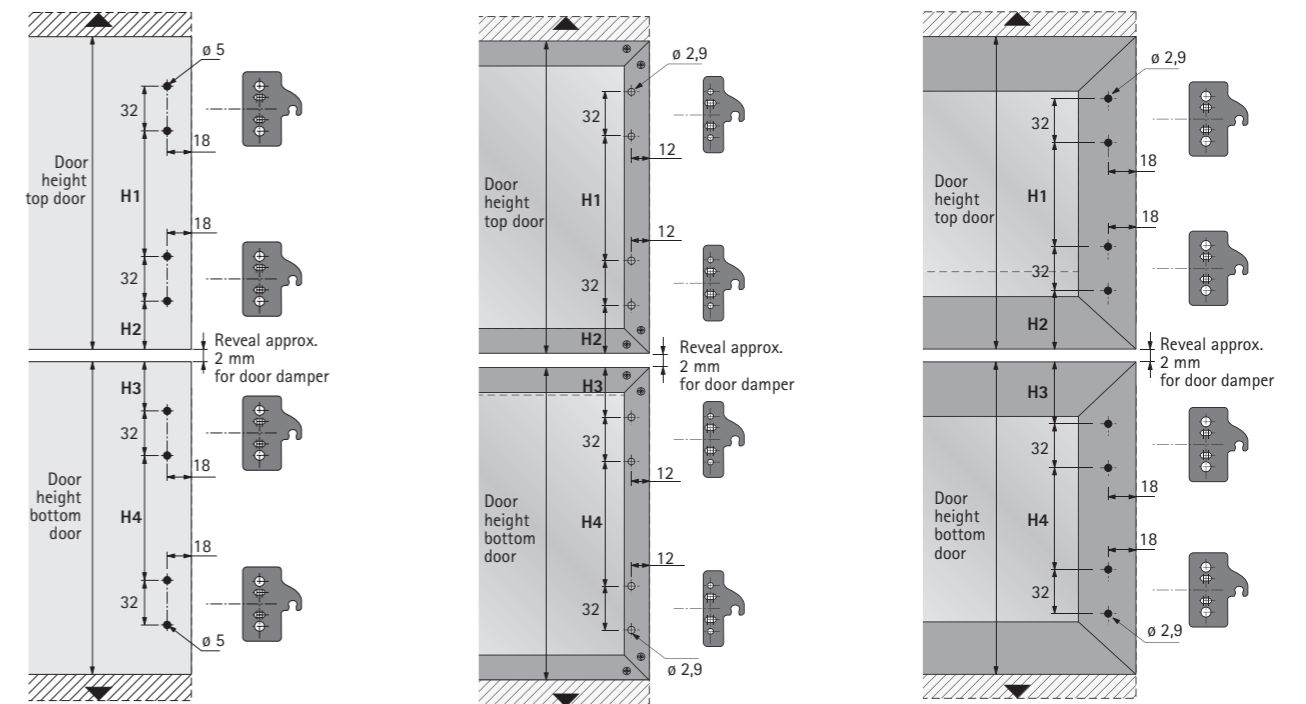 ø 5
32
18
Door
height
top door
H1
18
32
H2
Reveal approx.
2 mm
for door damper
H3
32
18
Door
height
bottom
door
H4
18
32
ø 5
ø 2,9
32
12
Door
height
top door
H1
12
32
H2
Reveal approx.
2 mm
for door damper
H3
32
12
Door
height
bottom
door
H4
12
32
ø 2,9
ø 2,9
32
18
Door
height
top door
H1
18
32
H2
Reveal approx.
2 mm
for door damper
H3
32
18
Door
height
bottom
door
H4
18
32
ø 2,9